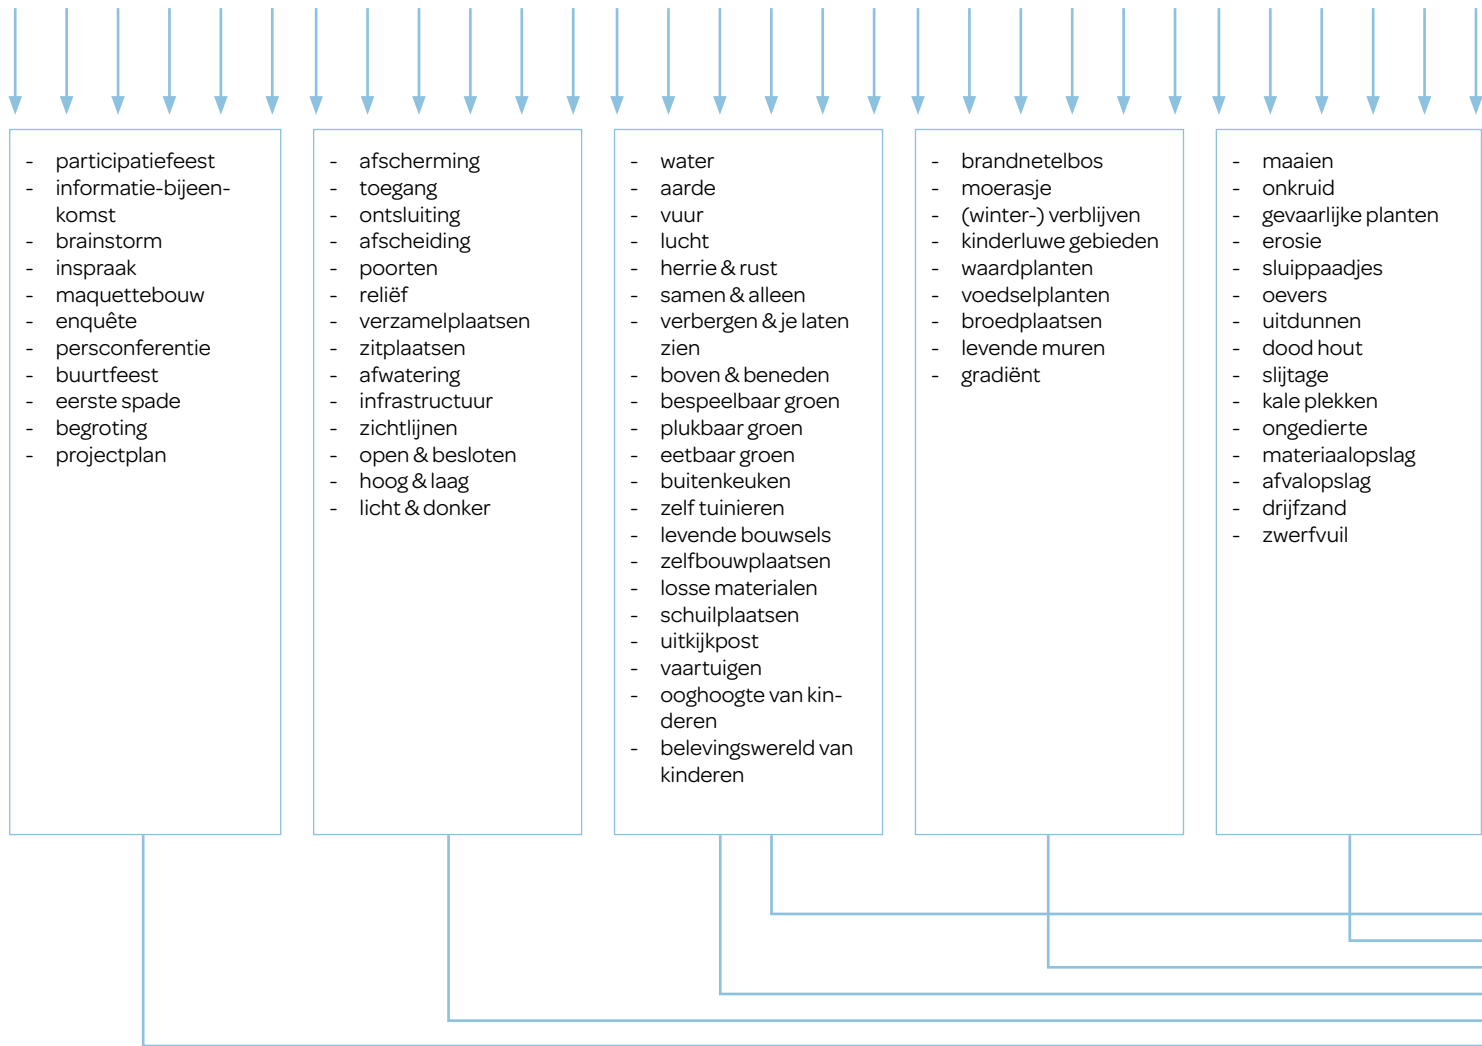 - participatiefeest
- informatie-bijeen-
komst
- brainstorm
- inspraak
- maquettebouw
- enquête
- persconferentie
- buurtfeest
- eerste spade
- begroting
- projectplan
- afscherming
- toegang
- ontsluiting
- afscheiding
- poorten
- reliëf
- verzamelplaatsen
- zitplaatsen
- afwatering
- infrastructuur
- zichtlijnen
- open & besloten
- hoog & laag
- licht & donker
- water
- aarde
- vuur
- lucht
- herrie & rust
- samen & alleen
- verbergen & je laten
zien
- boven & beneden
- bespeelbaar groen
- plukbaar groen
- eetbaar groen
- buitenkeuken
- zelf tuinieren
- levende bouwsels
- zelfbouwplaatsen
- losse materialen
- schuilplaatsen
- uitkijkpost
- vaartuigen
- ooghoogte van kin-
deren
- belevingswereld van
kinderen
- brandnetelbos
- moerasje
- (winter-) verblijven
- kinderluwe gebieden
- waardplanten
- voedselplanten
- broedplaatsen
- levende muren
- gradiënt
- maaien
- onkruid
- gevaarlijke planten
- erosie
- sluippaadjes
- oevers
- uitdunnen
- dood hout
- slijtage
- kale plekken
- ongedierte
- materiaalopslag
- afvalopslag
- drijfzand
- zwerfvuil